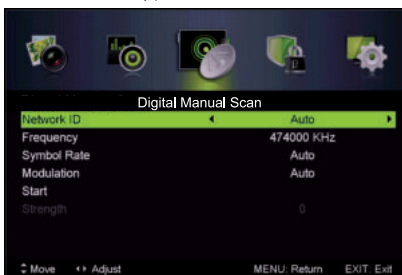 Digital Manual Scan
Network ID Auto
Frequency 474000 KHz
Symbol Rate Auto
Modulation Auto
Start
Strength 0
Move Adjust MENU: Return EXIT: Exit